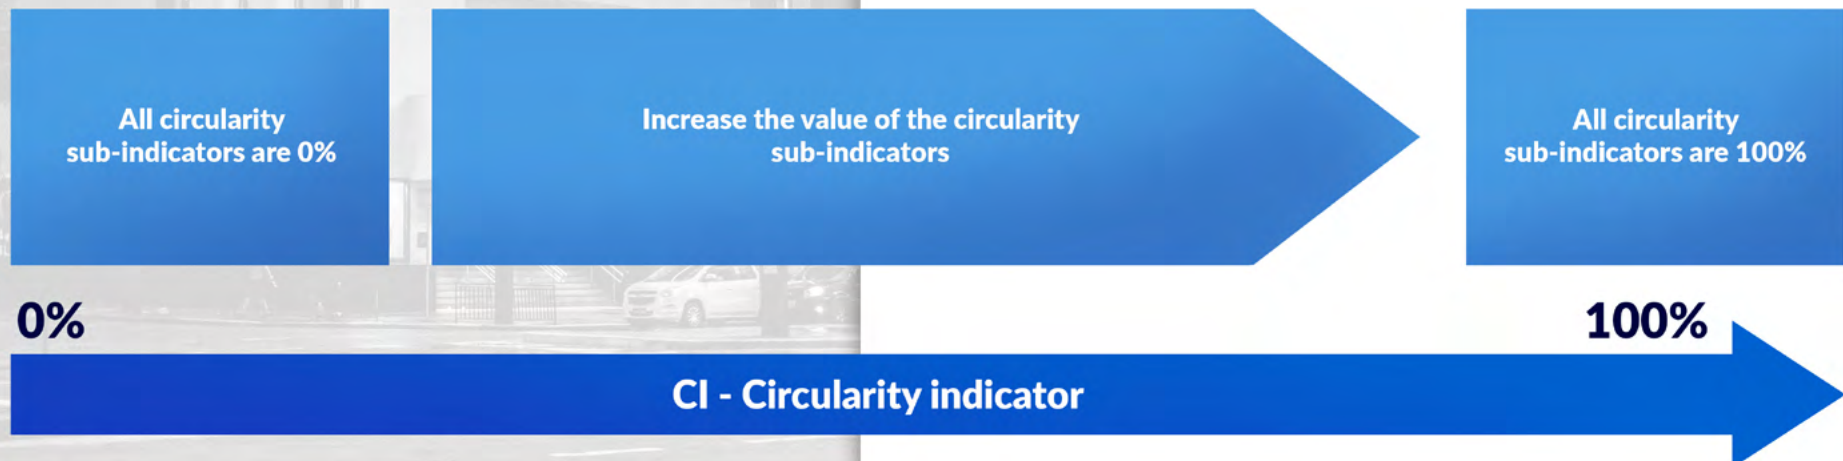 All circularity
sub-indicators are 0%
Increase the value of the circularity
sub-indicators
All circularity
sub-indicators are 100%
0%
100%
CI - Circularity indicator